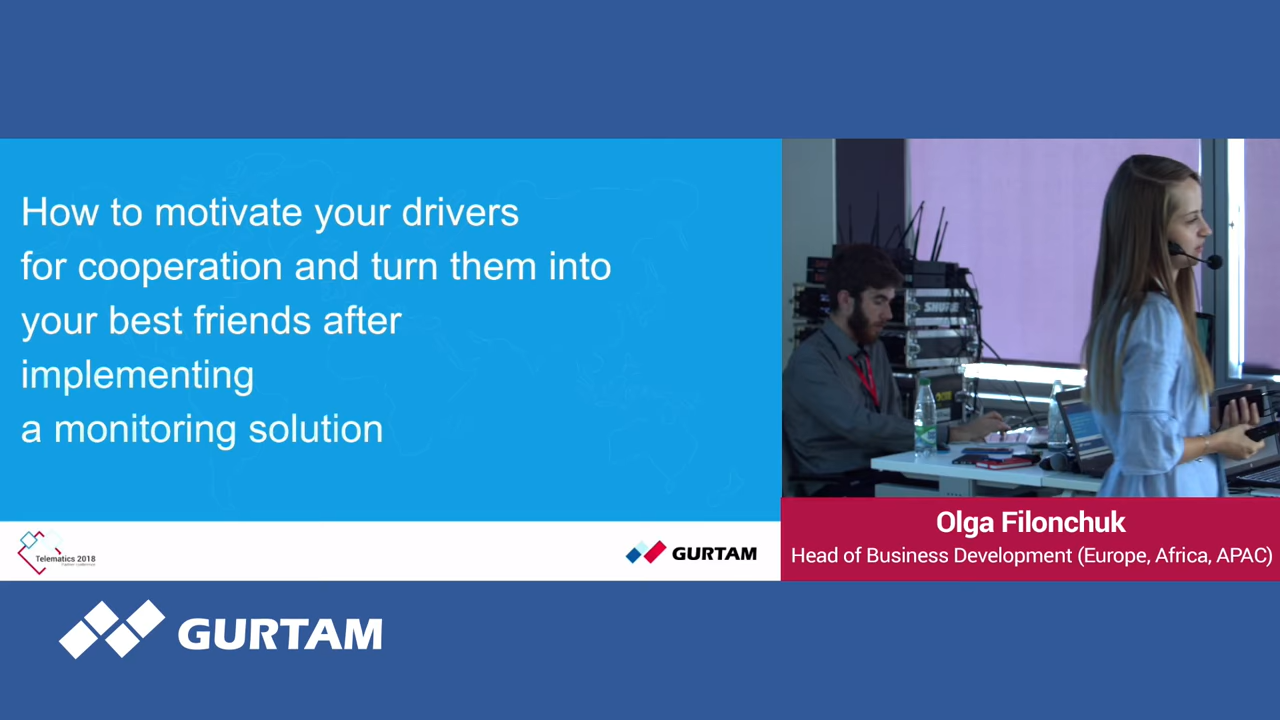 How to motivate your drivers
for cooperation and turn them into
your best friends after
implementing
a monitoring solution
SHURE
Telematics 2018
GURTAM
Olga Filonchuk
Head of Business Development (Europe, Africa, APAC)
GURTAM